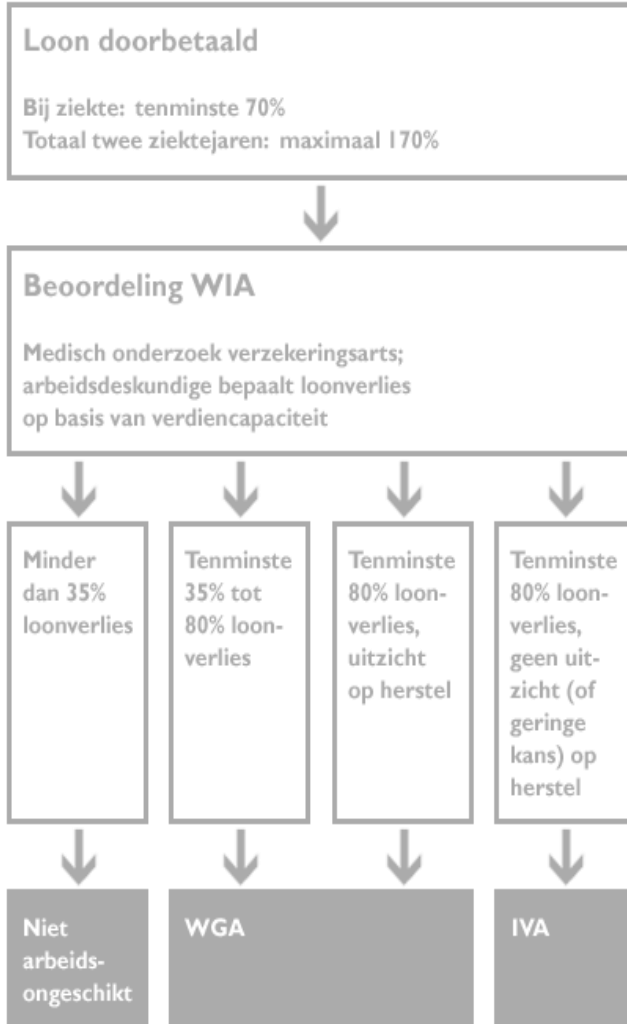 Loon doorbetaald
Bij ziekte: tenminste 70%
Totaal twee ziektejaren: maximaal 170%
Beoordeling WIA
Medisch onderzoek verzekeringsarts;
arbeidsdeskundige bepaalt loonverlies
op basis van verdiencapaciteit
Minder
dan 35%
loonverlies
Tenminste
35% tot
80% loon-
verlies
Tenminste
80% loon-
verlies,
uitzicht
op herstel
Tenminste
80% loon-
verlies,
geen uit-
zicht (of
geringe
kans) op
herstel
Niet
arbeids-
ongeschikt
WGA
IVA